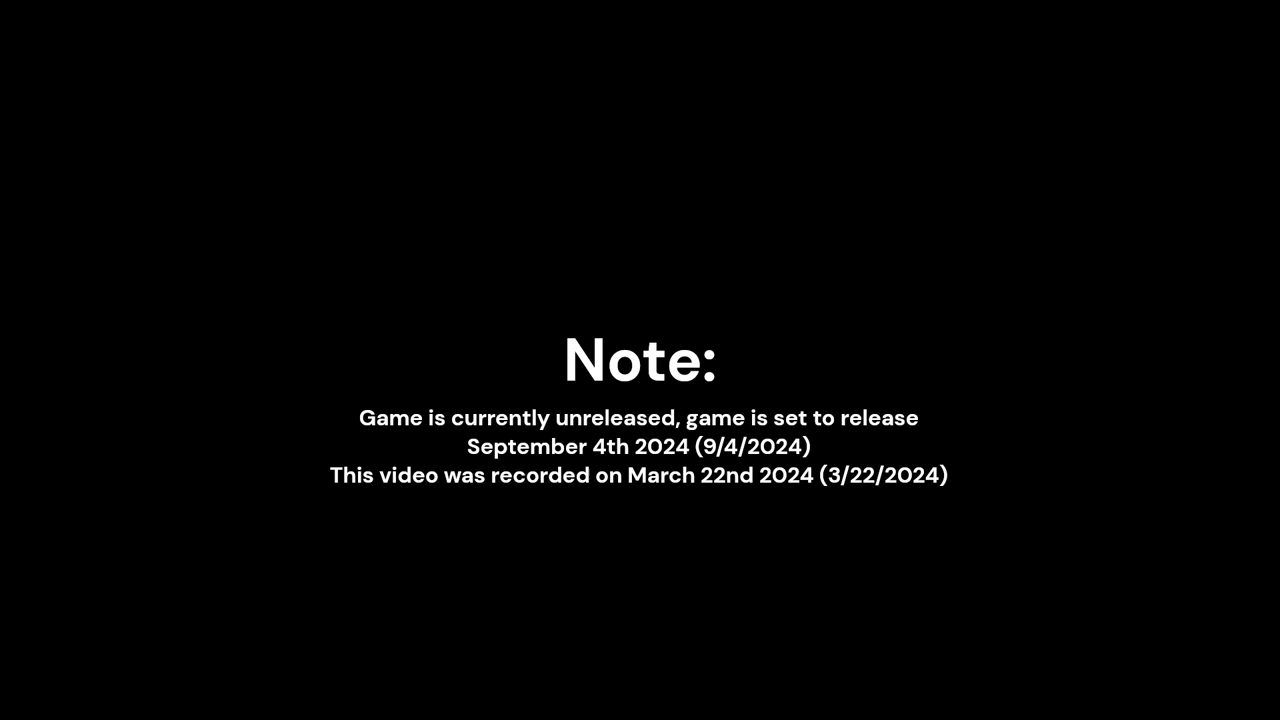 Note:
Game is currently unreleased, game is set to release
September 4th 2024 (9/4/2024)
This video was recorded on March 22nd 2024 (3/22/2024)